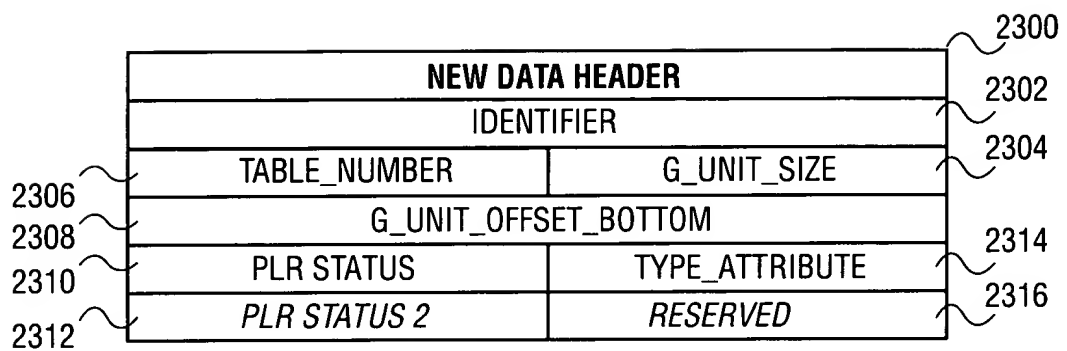 2300
NEW DATA HEADER
2302
IDENTIFIER
2304
TABLE_NUMBER G_UNIT_SIZE
2306
G_UNIT_OFFSET_BOTTOM
2308
2314
PLR STATUS TYPE_ATTRIBUTE
2310
2316
PLR STATUS 2 RESERVED
2312